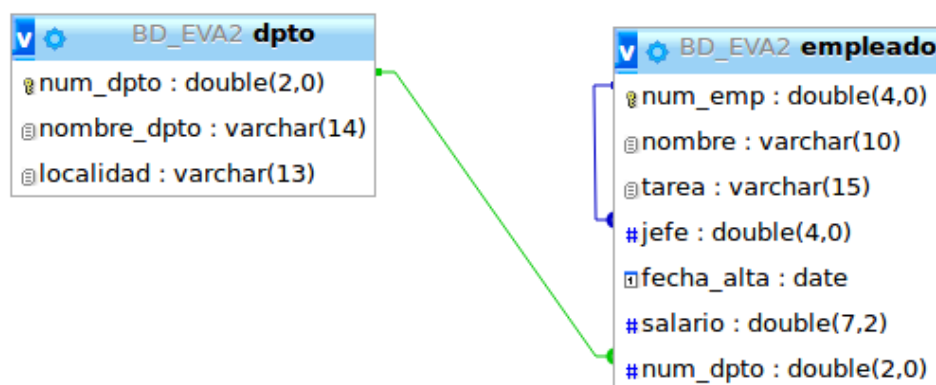 v BD_EVA2 dpto
num_dpto : double(2,0)
nombre_dpto : varchar(14)
localidad : varchar(13)
v BD_EVA2 empleado
num_emp : double(4,0)
nombre : varchar(10)
tarea : varchar(15)
#jefe : double(4,0)
fecha_alta : date
#salario : double(7,2)
#num_dpto : double(2,0)